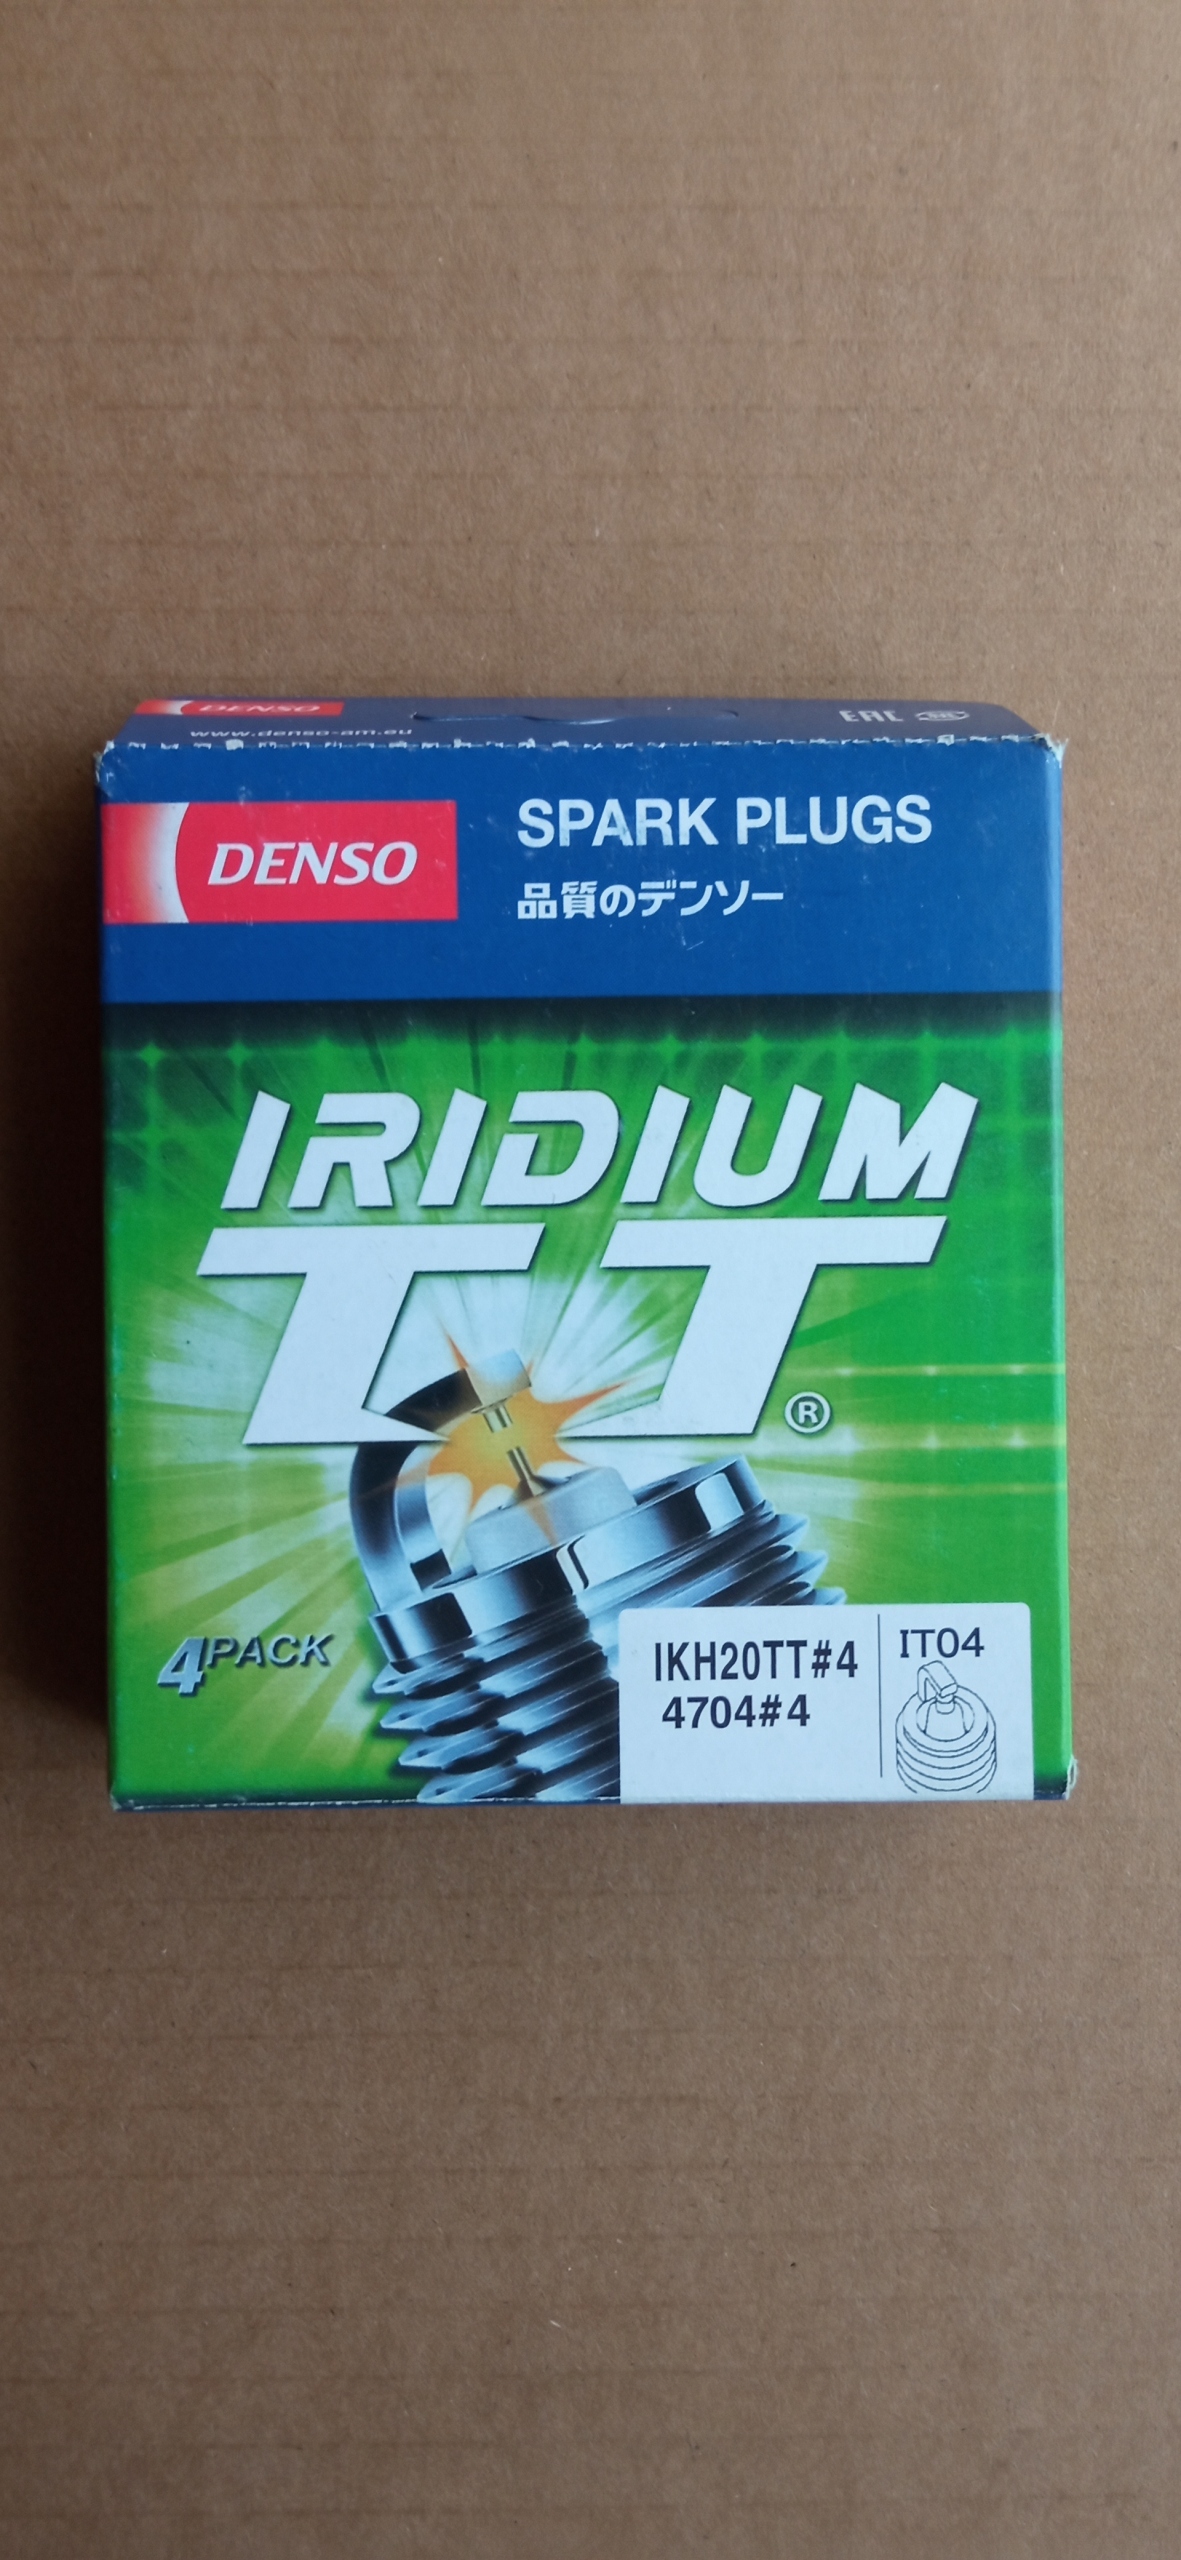 DENSO
www.denso-am.eu
EAC
DENSO
SPARK PLUGS
品質のデンソー
IRIDIUM
TT®
4PACK
IKH20TT#4
4704#4
IT04